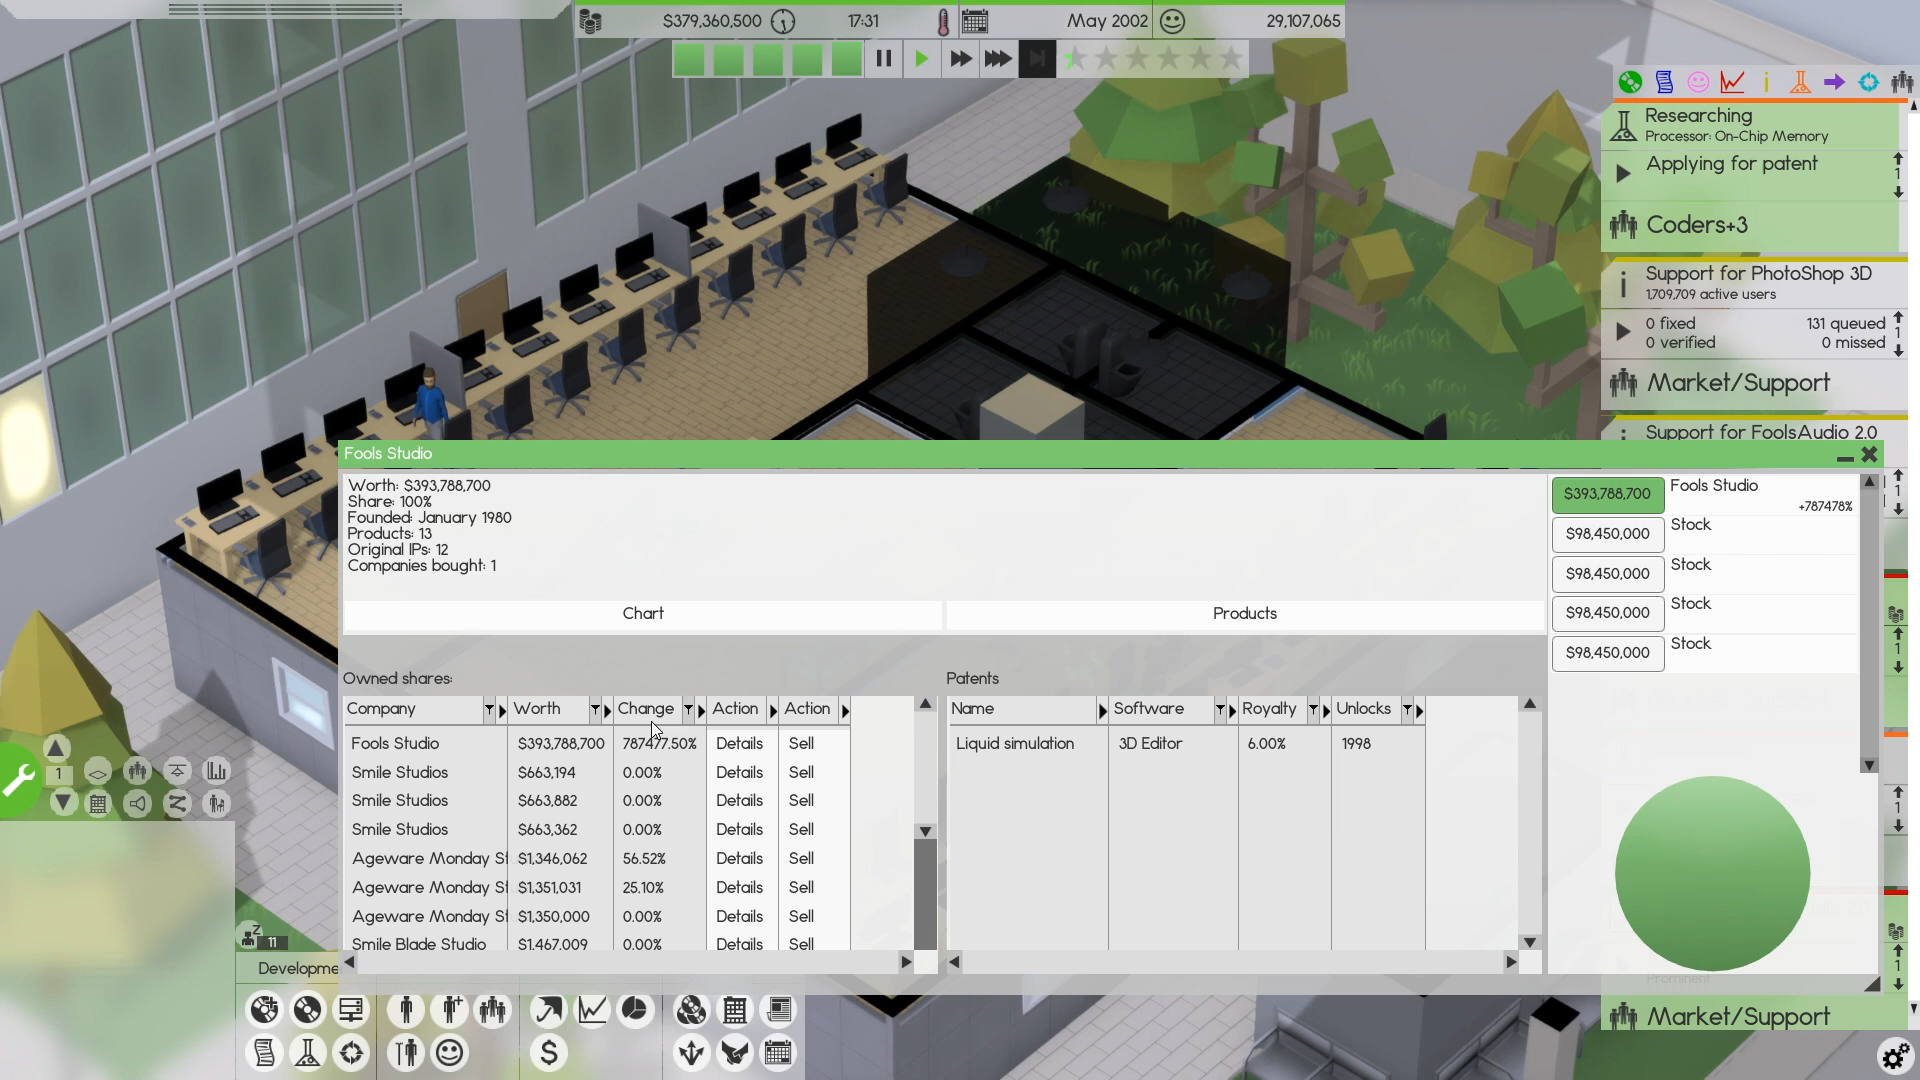 $379,360,500
17:31
May 2002
29,107,065
Researching
Processor: On-Chip Memory
Applying for patent
1
Coders+3
Support for PhotoShop 3D
1,709,709 active users
0 fixed
131 queued
0 verified
0 missed
1
Market/Support
Support for FoolsAudio 2.0
Fools Studio
Worth: $393,788,700
Share: 100%
Founded: January 1980
Products: 13
Original IPs: 12
Companies bought: 1
Chart
Products
$393,788,700
Fools Studio
+787478%
$98,450,000
Stock
$98,450,000
Stock
$98,450,000
Stock
$98,450,000
Stock
Owned shares:
Company Worth Change Action Action
Fools Studio $393,788,700 787477.50% Details Sell
Smile Studios $663,194 0.00% Details Sell
Smile Studios $663,882 0.00% Details Sell
Smile Studios $663,362 0.00% Details Sell
Ageware Monday St $1,346,062 56.52% Details Sell
Ageware Monday St $1,351,031 25.10% Details Sell
Ageware Monday St $1,350,000 0.00% Details Sell
Smile Blade Studio $1,467,009 0.00% Details Sell
Patents
Name Software Royalty Unlocks
Liquid simulation 3D Editor 6.00% 1998
1
1
1
1
1
Z
11
Developme
Market/Support